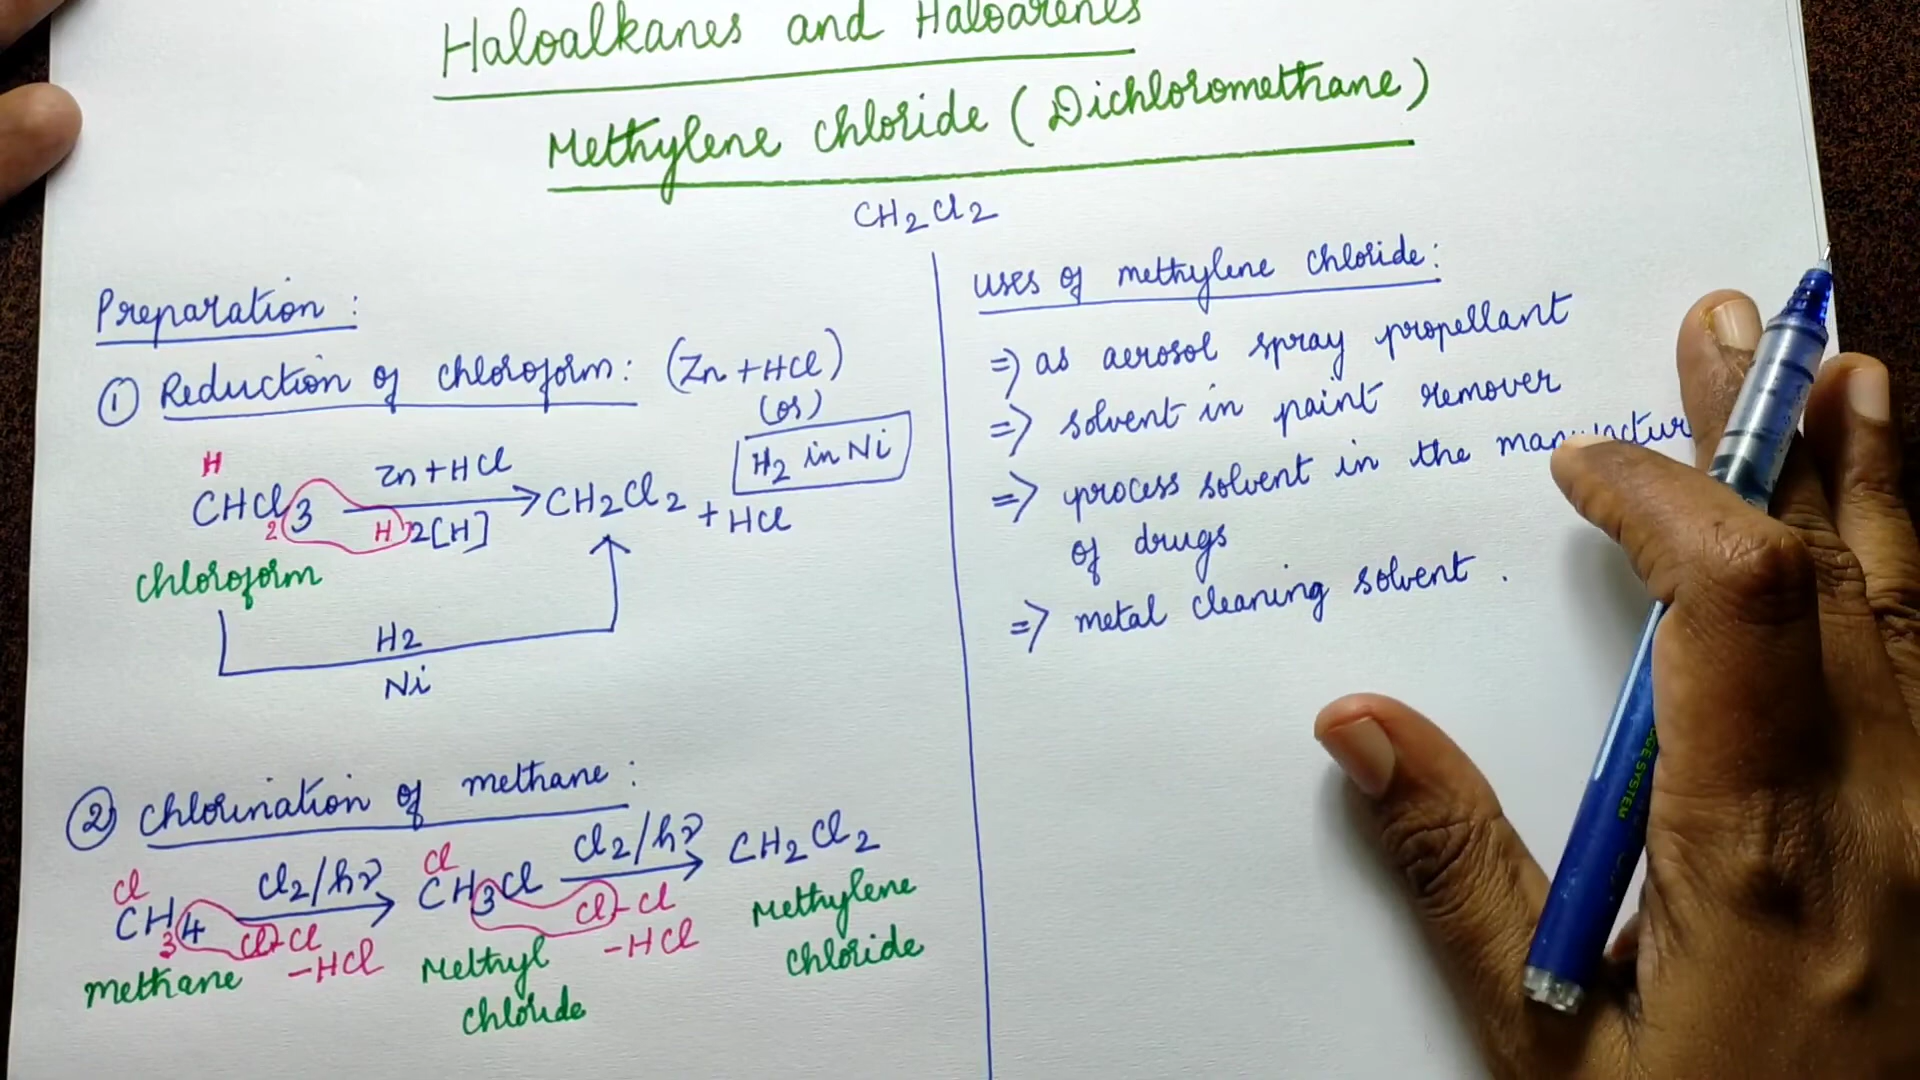 Haloalkanes and Haloarenes
Methylene chloride (Dichloromethane)
CH2Cl2
Preparation :
① Reduction of chloroform : (Zn + HCl)
(or)
H2 in Ni
H
CHCl3 Zn + HCl CH2Cl2 + HCl
2 H 2[H]
chloroform
H2
Ni
② chlorination of methane :
Cl Cl2/hν Cl Cl2/hν CH2Cl2
CH4 CH3Cl
3 Cl-Cl Cl-Cl
-HCl -HCl
methane Methyl chloride Methylene chloride
uses of methylene chloride :
⇒ as aerosol spray propellant
⇒ solvent in paint remover
⇒ process solvent in the
of drugs
⇒ metal cleaning solvent .